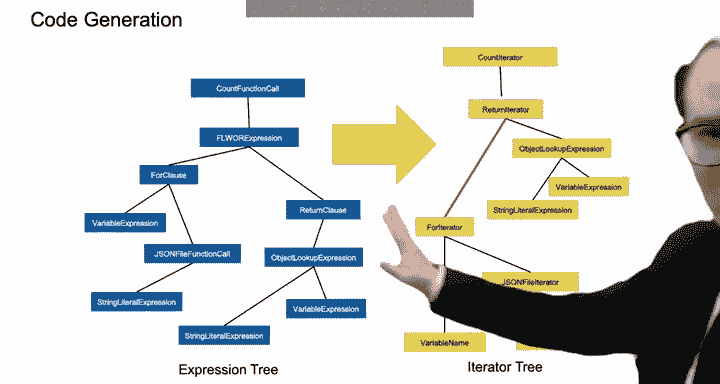 Code Generation
CountFunctionCall
FLWORExpression
ForClause
VariableExpression
ReturnClause
JSONFileFunctionCall
ObjectLookupExpression
StringLiteralExpression
VariableExpression
StringLiteralExpression
Expression Tree
CountIterator
ReturnIterator
ObjectLookupExpression
VariableExpression
StringLiteralExpression
ForIterator
JSONFileIterator
VariableName
Iterator Tree